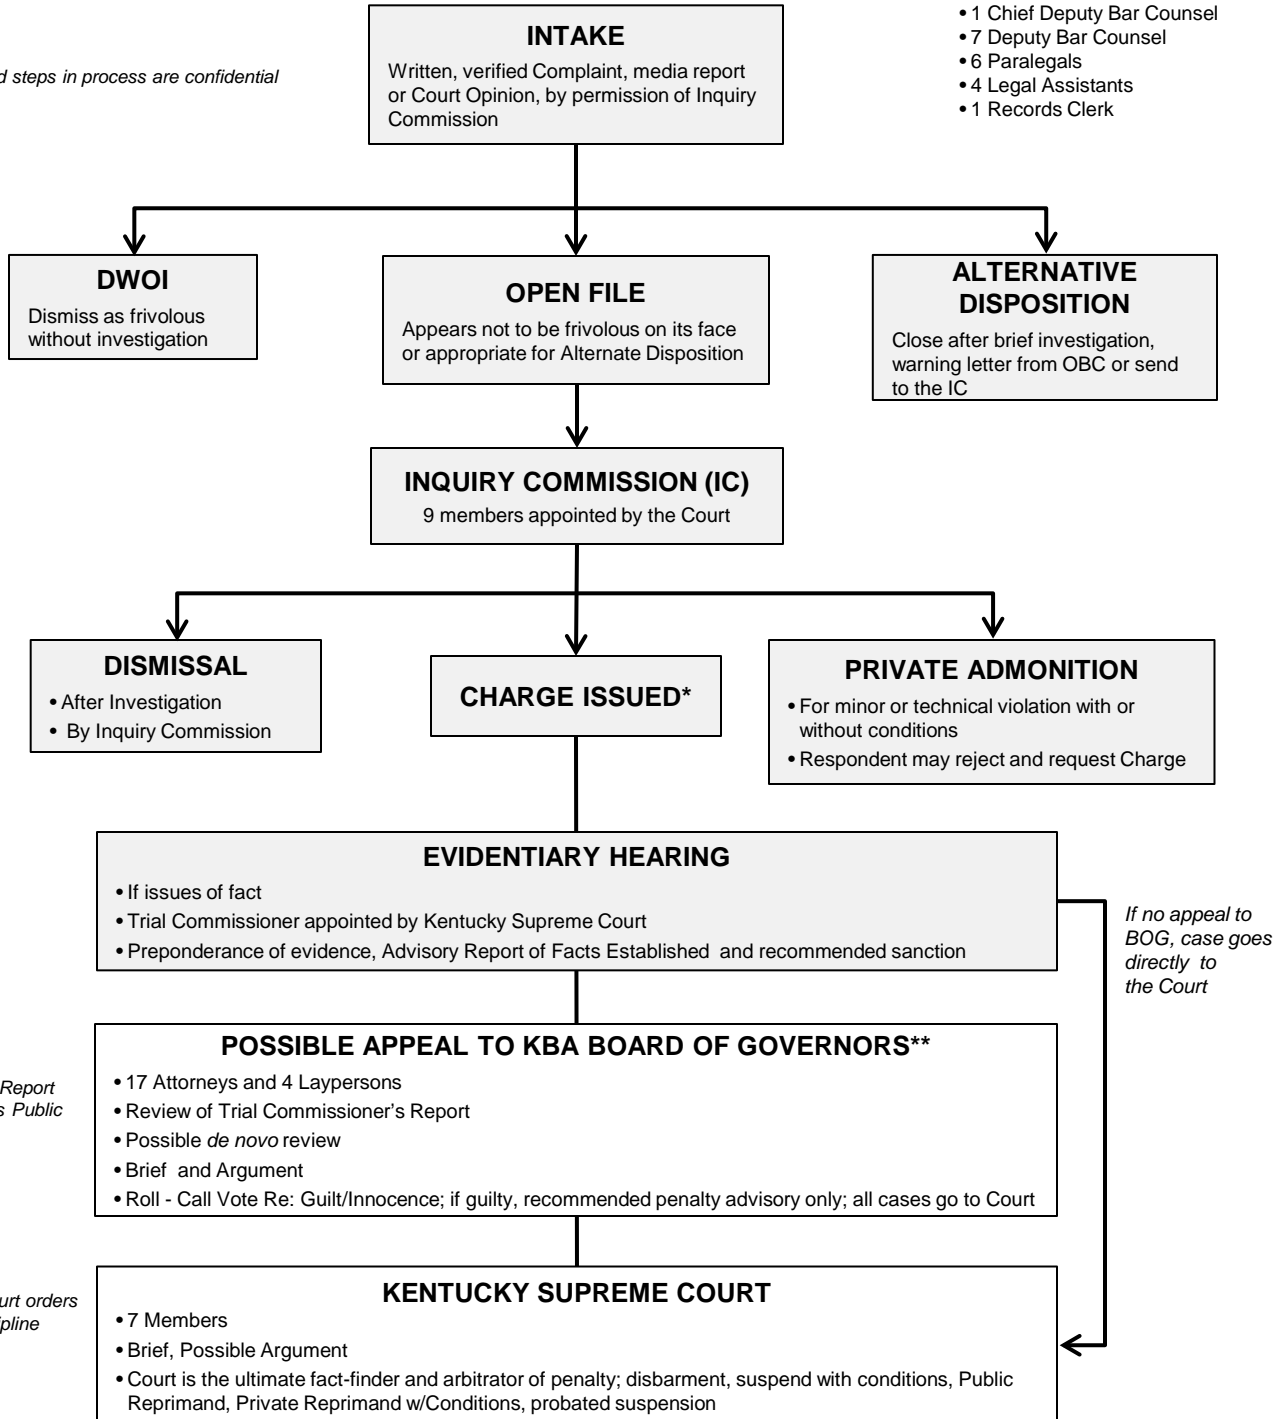 • 1 Chief Deputy Bar Counsel
• 7 Deputy Bar Counsel
• 6 Paralegals
• 4 Legal Assistants
• 1 Records Clerk
steps in process are confidential
INTAKE
Written, verified Complaint, media report
or Court Opinion, by permission of Inquiry
Commission
DWOI
Dismiss as frivolous
without investigation
OPEN FILE
Appears not to be frivolous on its face
or appropriate for Alternate Disposition
ALTERNATIVE
DISPOSITION
Close after brief investigation,
warning letter from OBC or send
to the IC
INQUIRY COMMISSION (IC)
9 members appointed by the Court
DISMISSAL
• After Investigation
• By Inquiry Commission
CHARGE ISSUED*
PRIVATE ADMONITION
• For minor or technical violation with or
without conditions
• Respondent may reject and request Charge
EVIDENTIARY HEARING
• If issues of fact
• Trial Commissioner appointed by Kentucky Supreme Court
• Preponderance of evidence, Advisory Report of Facts Established and recommended sanction
If no appeal to
BOG, case goes
directly to
the Court
POSSIBLE APPEAL TO KBA BOARD OF GOVERNORS**
• 17 Attorneys and 4 Laypersons
• Review of Trial Commissioner's Report
• Possible de novo review
• Brief and Argument
• Roll - Call Vote Re: Guilt/Innocence; if guilty, recommended penalty advisory only; all cases go to Court
Report
Public
KENTUCKY SUPREME COURT
• 7 Members
• Brief, Possible Argument
• Court is the ultimate fact-finder and arbitrator of penalty; disbarment, suspend with conditions, Public
Reprimand, Private Reprimand w/Conditions, probated suspension
orders